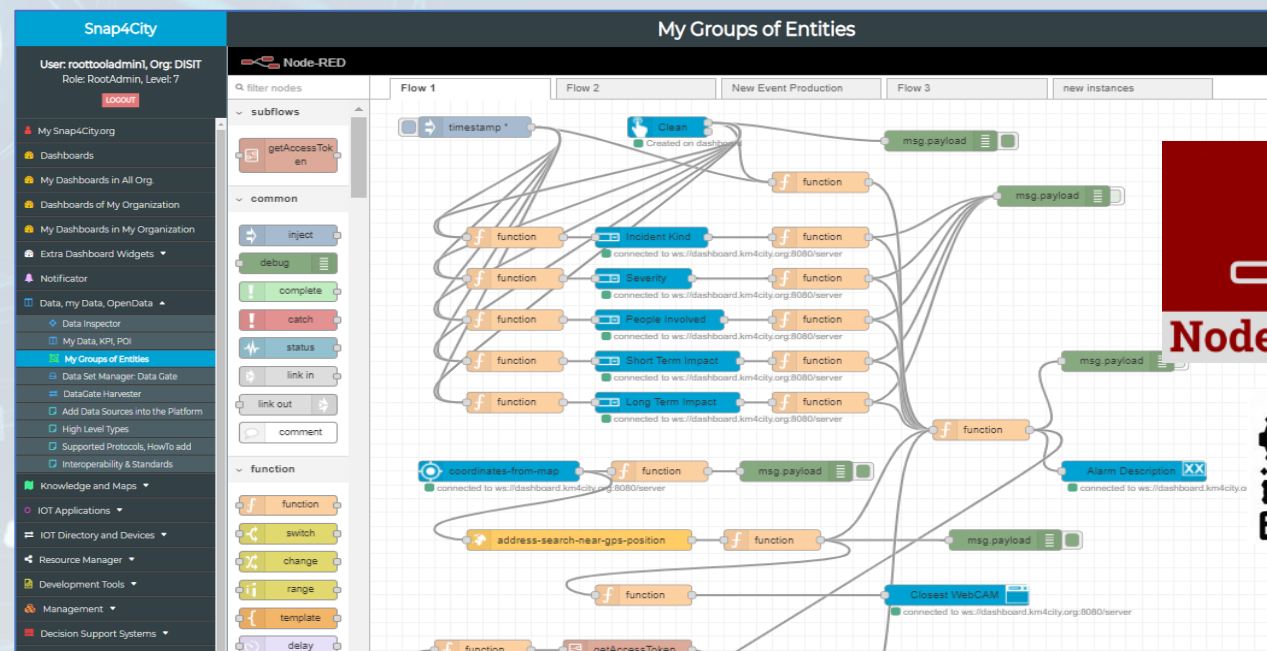 Snap4City
My Groups of Entities
User: roottooladmin1, Org: DISIT
Role: RootAdmin, Level: 7
LOGOUT
My Snap4City.org
Dashboards
My Dashboards in All Org.
Dashboards of My Organization
My Dashboards in My Organization
Extra Dashboard Widgets
Notificator
Data, my Data, OpenData
Data Inspector
My Data, KPI, POI
My Groups of Entities
Data Set Manager: Data Gate
DataGate Harvester
Add Data Sources into the Platform
High Level Types
Supported Protocols, HowTo add
Interoperability & Standards
Knowledge and Maps
IOT Applications
IOT Directory and Devices
Resource Manager
Development Tools
Management
Decision Support Systems
Node-RED
filter nodes
subflows
getAccessTok
en
common
inject
debug
complete
catch
status
link in
link out
comment
function
function
switch
change
range
template
delay
Flow 1
Flow 2
New Event Production
Flow 3
new instances
timestamp *
Clean
Created on dashboard
msg.payload
function
msg.payload
function
Incident Kind
function
connected to ws://dashboard.km4city.org:8080/server
function
Severity
function
connected to ws://dashboard.km4city.org:8080/server
function
People Involved
function
connected to ws://dashboard.km4city.org:8080/server
function
Short Term Impact
function
msg.payload
connected to ws://dashboard.km4city.org:8080/server
function
Long Term Impact
function
connected to ws://dashboard.km4city.org:8080/server
function
coordinates-from-map
function
msg.payload
Alarm Description
connected to ws://dashboard.km4city.org:8080/server
connected to ws://dashboard.km4city.o
address-search-near-gps-position
function
msg.payload
function
Closest WebCAM
connected to ws://dashboard.km4city.org:8080/server
function
getAccessToken
Node